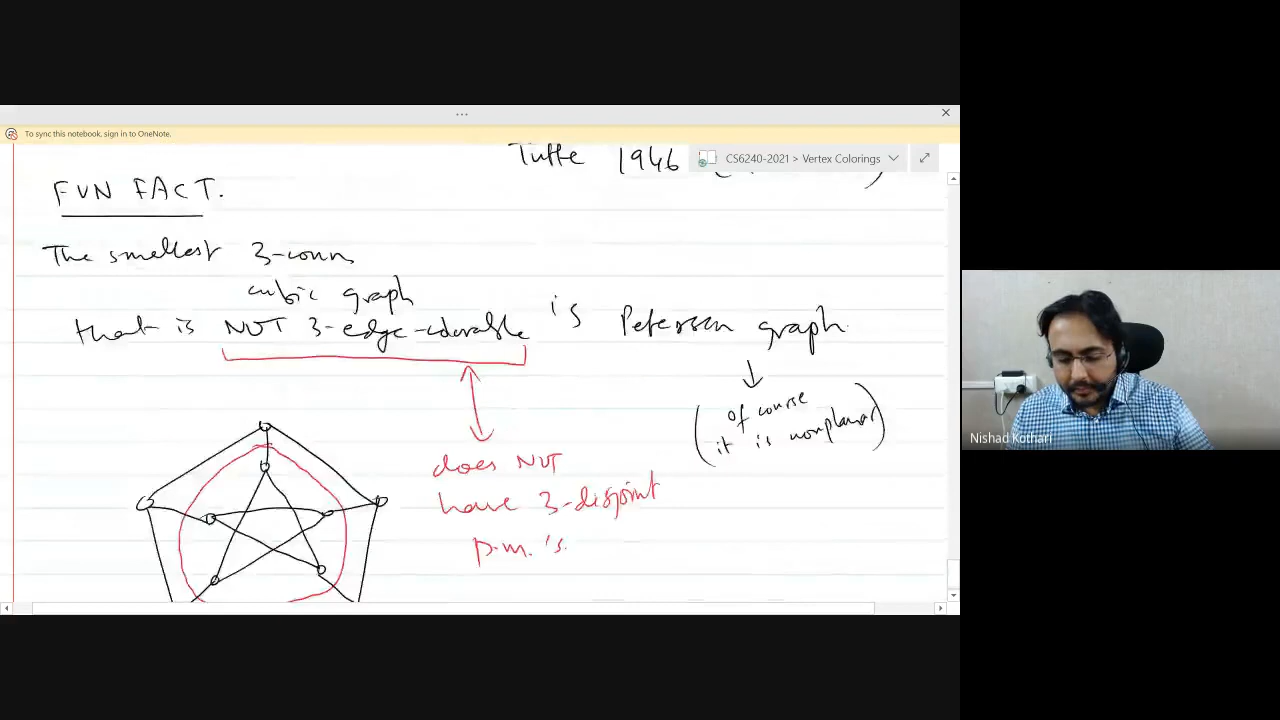 To sync this notebook, sign in to OneNote.
Tutte 1946
CS6240-2021 > Vertex Colorings
FUN FACT.
The smallest 3-conn
cubic graph
that is NOT 3-edge-colorable is Petersen graph.
(of course
it is nonplanar)
does NOT
have 3-disjoint
p.m.'s.
Nishad Kothari